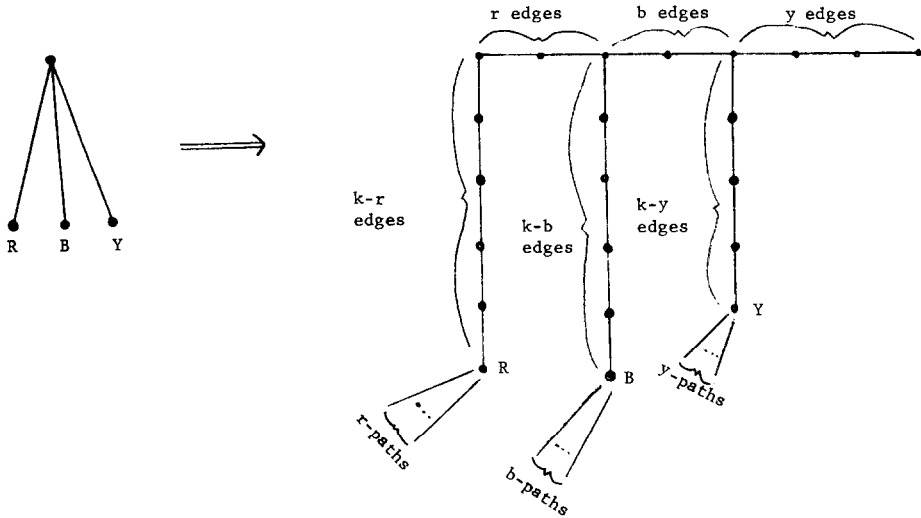 r edges b edges y edges
k-r
edges
k-b
edges
k-y
edges
R B Y
R
B
Y
r-paths
b-paths
y-paths